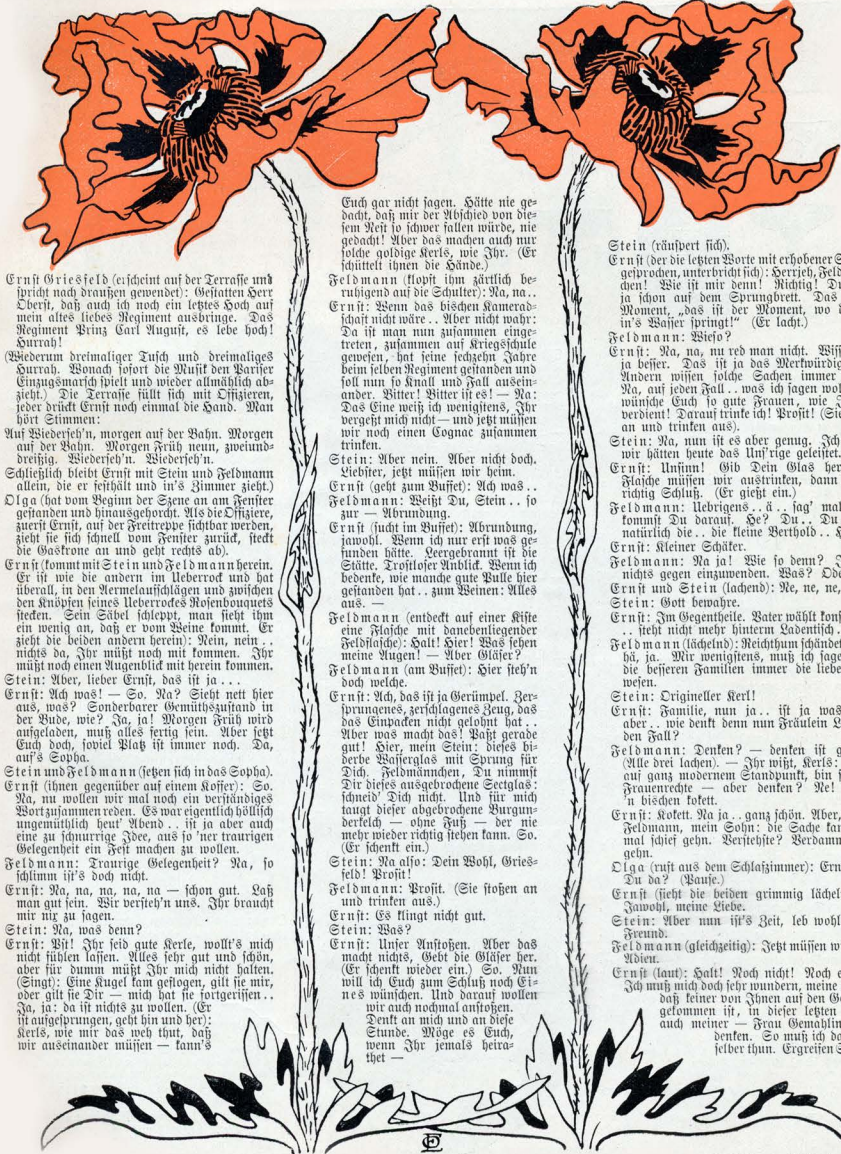 Ernst Griesfeld (erscheint auf der Terrasse und
spricht nach draußen gewendet): Gestatten Herr
Oberst, daß auch ich noch ein letztes Hoch auf
mein altes liebes Regiment ausbringe. Das
Regiment Prinz Carl August, es lebe hoch!
Hurrah!
(Wiederum dreimaliger Tusch und dreimaliges
Hurrah. Wonach sofort die Musik den Pariser
Einzugsmarsch spielt und wieder allmählich ab-
zieht.) Die Terrasse füllt sich mit Offizieren,
jeder drückt Ernst noch einmal die Hand. Man
hört Stimmen:
Auf Wiederseh'n, morgen auf der Bahn. Morgen
auf der Bahn. Morgen Früh neun, zweiund-
dreißig. Wiederseh'n. Wiederseh'n.
Schließlich bleibt Ernst mit Stein und Feldmann
allein, die er festhält und in's Zimmer zieht.)
Olga (hat vom Beginn der Szene an am Fenster
gestanden und hinausgehorcht. Als die Offiziere,
zuerst Ernst, auf der Freitreppe sichtbar werden,
zieht sie sich schnell vom Fenster zurück, steckt
die Gaskrone an und geht rechts ab).
Ernst (kommt mit Stein und Feldmann herein.
Er ist wie die andern im Ueberrock und hat
überall, in den Aermelaufschlägen und zwischen
den Knöpfen seines Ueberrockes Rosenbouquets
stecken. Sein Säbel schleppt, man sieht ihm
ein wenig an, daß er vom Weine kommt. Er
zieht die beiden andern herein): Nein, nein . .
nichts da, Ihr müßt noch mit kommen. Ihr
müßt noch einen Augenblick mit herein kommen.
Stein: Aber, lieber Ernst, das ist ja . . .
Ernst: Ach was! — So. Na? Sieht nett hier
aus, was? Sonderbarer Gemüthszustand in
der Bude, wie? Ja, ja! Morgen Früh wird
aufgeladen, muß alles fertig sein. Aber setzt
Euch doch, soviel Platz ist immer noch. Da,
auf's Sopha.
Stein und Feldmann (setzen sich in das Sopha).
Ernst (ihnen gegenüber auf einem Koffer): So.
Na, nu wollen wir mal noch ein verständiges
Wort zusammen reden. Es war eigentlich höllisch
ungemüthlich heut' Abend . . ist ja aber auch
eine zu schnurrige Idee, aus so 'ner traurigen
Gelegenheit ein Fest machen zu wollen.
Feldmann: Traurige Gelegenheit? Na, so
schlimm ist's doch nicht.
Ernst: Na, na, na, na, na — schon gut. Laß
man gut sein. Wir versteh'n uns. Ihr braucht
mir nix zu sagen.
Stein: Na, was denn?
Ernst: Pst! Ihr seid gute Kerle, wollt's mich
nicht fühlen lassen. Alles sehr gut und schön,
aber für dumm müßt Ihr mich nicht halten.
(Singt): Eine Kugel kam geflogen, gilt sie mir,
oder gilt sie Dir — mich hat sie fortgerissen . .
Ja, ja: da ist nichts zu wollen. (Er
ist aufgesprungen, geht hin und her):
Kerls, wie mir das weh thut, daß
wir auseinander müssen — kann's
Euch gar nicht sagen. Hätte nie ge-
dacht, daß mir der Abschied von die-
sem Nest so schwer fallen würde, nie
gedacht! Aber das machen auch nur
solche goldige Kerls, wie Ihr. (Er
schüttelt ihnen die Hände.)
Feldmann (klopft ihm zärtlich be-
ruhigend auf die Schulter): Na, na . .
Ernst: Wenn das bischen Kamerad-
schaft nicht wäre . . Aber nicht wahr:
Da ist man nun zusammen einge-
treten, zusammen auf Kriegschule
gewesen, hat seine sechzehn Jahre
beim selben Regiment gestanden und
soll nun so Knall und Fall ausein-
ander. Bitter! Bitter ist es! — Na:
Das Eine weiß ich wenigstens, Ihr
vergeßt mich nicht — und jetzt müssen
wir noch einen Cognac zusammen
trinken.
Stein: Aber nein. Aber nicht doch.
Liebster, jetzt müssen wir heim.
Ernst (geht zum Buffet): Ach was . .
Feldmann: Weißt Du, Stein . . so
zur — Abrundung.
Ernst (sucht im Buffet): Abrundung,
jawohl. Wenn ich nur erst was ge-
funden hätte. Leergebrannt ist die
Stätte. Trostloser Anblick. Wenn ich
bedenke, wie manche gute Pulle hier
gestanden hat . . zum Weinen: Alles
aus. —
Feldmann (entdeckt auf einer Kiste
eine Flasche mit danebenliegender
Feldflasche): Halt! Hier! Was sehen
meine Augen! — Aber Gläser?
Feldmann (am Buffet): Hier steh'n
doch welche.
Ernst: Ach, das ist ja Gerümpel. Zer-
sprungenes, zerschlagenes Zeug, das
das Einpacken nicht gelohnt hat . .
Aber was macht das! Paßt gerade
gut! Hier, mein Stein: dieses bi-
derbe Wasserglas mit Sprung für
Dich. Feldmännchen, Du nimmst
Dir dieses ausgebrochene Sectglas:
schneid' Dich nicht. Und für mich
taugt dieser abgebrochene Burgun-
derkelch — ohne Fuß — der nie
mehr wieder richtig stehen kann. So.
(Er schenkt ein.)
Stein: Na also: Dein Wohl, Gries-
feld! Prosit!
Feldmann: Prosit. (Sie stoßen an
und trinken aus.)
Ernst: Es klingt nicht gut.
Stein: Was?
Ernst: Unser Anstoßen. Aber das
macht nichts, Gebt die Gläser her.
(Er schenkt wieder ein.) So. Nun
will ich Euch zum Schluß noch Ei-
nes wünschen. Und darauf wollen
wir auch nochmal anstoßen.
Denkt an mich und an diese
Stunde. Möge es Euch,
wenn Ihr jemals heira-
thet —
Stein (räuspert sich).
Ernst (der die letzten Worte mit erhobener
gesprochen, unterbricht sich): Herrjeh, Feld
chen! Wie ist mir denn! Richtig!
ja schon auf dem Sprungbrett. Das
Moment, „das ist der Moment, wo
in's Wasser springt!“ (Er lacht.)
Feldmann: Wieso?
Ernst: Na, na, nu red man nicht.
ja besser. Das ist ja das
Andern wissen solche Sachen immer
Na, auf jeden Fall . . was ich sagen
wünsche Euch so gute Frauen, wie
verdient! Darauf trinke ich! Prosit!
an und trinken aus).
Stein: Na, nun ist es aber genug. Ich
wir hätten heute das Uns'rige geleistet.
Ernst: Unsinn! Gib Dein Glas her
Flasche müssen wir austrinken, dann
richtig Schluß. (Er gießt ein.)
Feldmann: Uebrigens . . ä . . sag' mal
kommst Du darauf. He? Du . . Du
natürlich die . . die kleine Berthold . .
Ernst: Kleiner Schäker.
Feldmann: Na ja! Wie so denn?
nichts gegen einzuwenden. Was?
Ernst und Stein (lachend): Ne, ne, ne,
Stein: Gott bewahre.
Ernst: Im Gegentheile. Vater wählt
. . steht nicht mehr hinterm Ladentisch .
Feldmann (lächelnd): Reichthum schändet
hä, ja. Mir wenigstens, muß ich sage
die besseren Familien immer die liebe
wesen.
Stein: Origineller Kerl!
Ernst: Familie, nun ja . . ist ja was
aber . . wie denkt denn nun Fräulein
den Fall?
Feldmann: Denken? — denken ist
(Alle drei lachen). — Ihr wißt, Kerls:
auf ganz modernem Standpunkt, bin
Frauenrechte — aber denken? Ne!
'n bischen kokett.
Ernst: Kokett. Na ja . . ganz schön. Aber,
Feldmann, mein Sohn: die Sache
mal schief gehn. Verstehste?
gehn.
Olga (ruft aus dem Schlafzimmer):
Du da? (Pause.)
Ernst (sieht die beiden grimmig
Jawohl, meine Liebe.
Stein: Aber nun ist's Zeit, leb wohl
Freund.
Feldmann (gleichzeitig): Jetzt müssen
Adieu.
Ernst (laut): Halt! Noch nicht! Noch
Ich muß mich doch sehr wundern, meine
daß keiner von Ihnen auf den
gekommen ist, in dieser letzten
auch meiner — Frau Gemahlin
denken. So muß ich
selber thun. Ergreifen